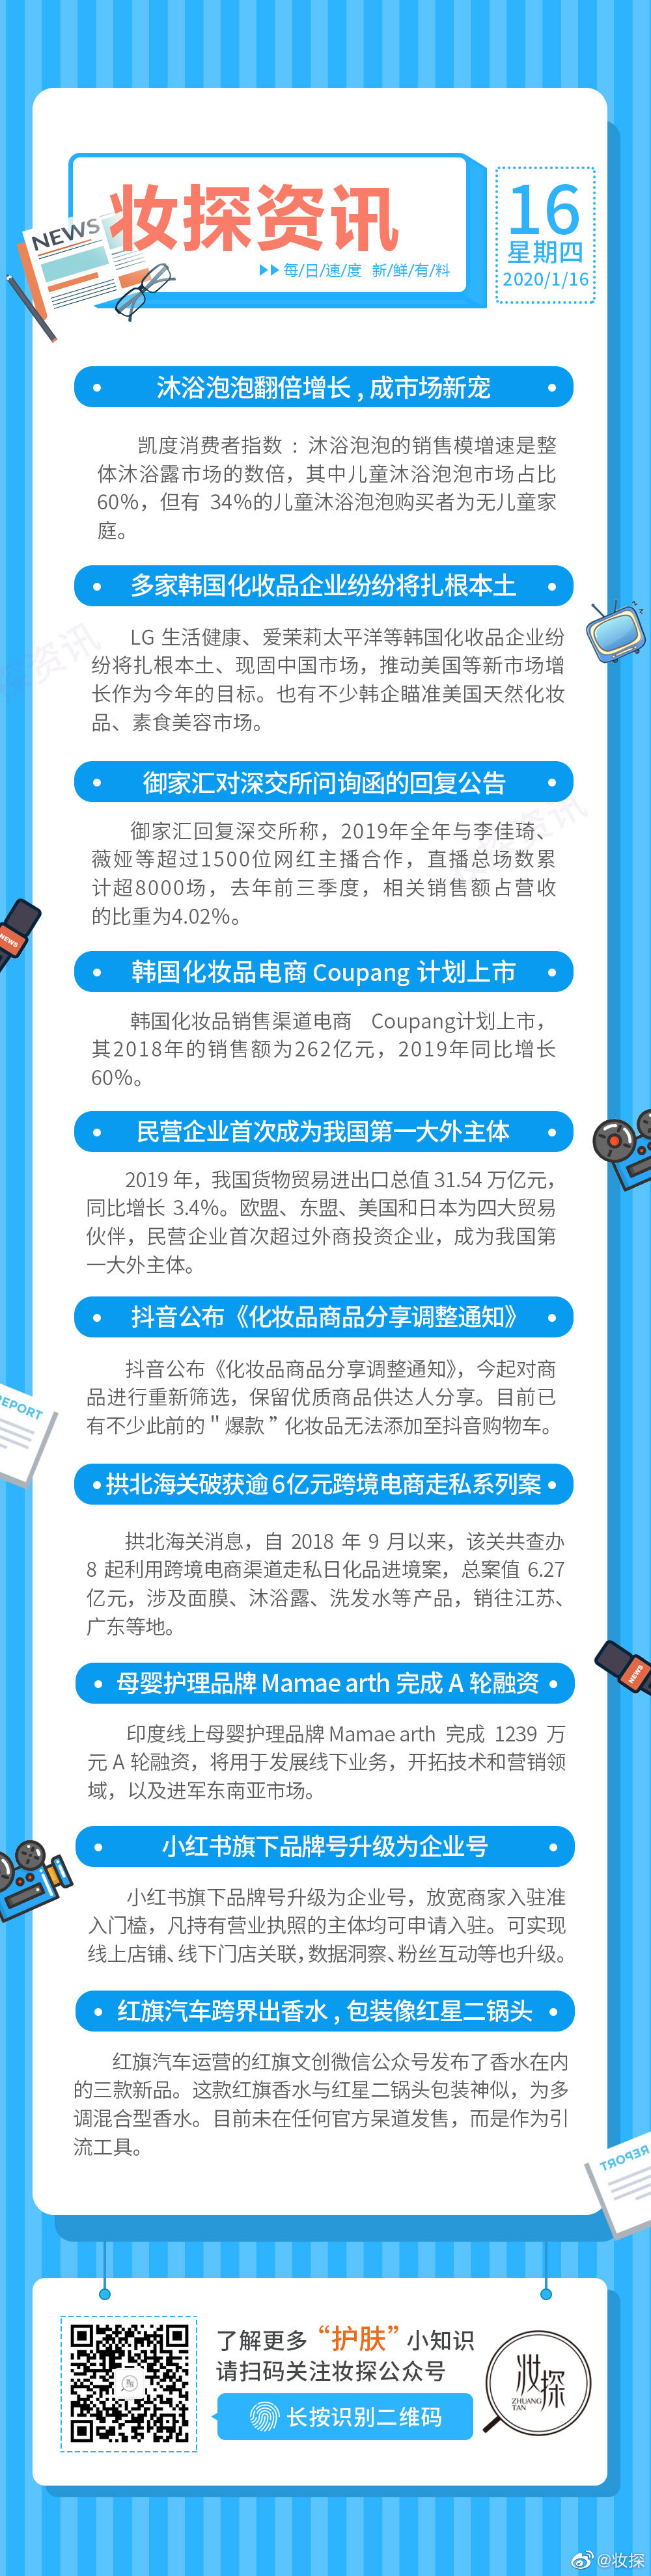 NEWS
妆探资讯
每/日/速/度 新/鲜/有/料
16
星期四
2020/1/16
沐浴泡泡翻倍增长，成市场新宠
凯度消费者指数 ：沐浴泡泡的销售模增速是整
体沐浴露市场的数倍，其中儿童沐浴泡泡市场占比
60%，但有 34%的儿童沐浴泡泡购买者为无儿童家
庭。
多家韩国化收品企业纷纷将扎根本土
LG 生活健康、爱茉莉太平洋等韩国化收品企业纷
纷将扎根本土、现固中国市场，推动美国等新市场增
长作为今年的目标。也有不少韩企瞄准美国天然化妆
品、素食美容市场。
探资讯
御家汇对深交所问询函的回复公告
御家汇回复深交所称，2019年全年与李佳琦、
薇娅等超过1500位网红主播合作，直播总场数累
计超8000场，去年前三季度，相关销售额占营收
的比重为4.02%。
NEWS
韩国化妆品电商 Coupang 计划上市
韩国化妆品销售渠道电商 Coupang计划上市，
其2018年的销售额为262亿元，2019年同比增长
60%。
民营企业首次成为我国第一大外主体
2019 年，我国货物贸易进出口总值 31.54 万亿元，
同比增长 3.4%。欧盟、东盟、美国和日本为四大贸易
伙伴，民营企业首次超过外商投资企业，成为我国第
一大外主体。
抖音公布《化妆品商品分享调整通知》
抖音公布《化妆品商品分享调整通知》，今起对商
品进行重新筛选，保留优质商品供达人分享。目前已
有不少此前的＂爆款＂化妆品无法添加至抖音购物车。
REPORT
拱北海关破获逾6亿元跨境电商走私系列案
拱北海关消息，自 2018 年 9 月以来，该关共查办
8 起利用跨境电商渠道走私日化品进境案，总案值 6.27
亿元，涉及面膜、沐浴露、洗发水等产品，销往江苏、
广东等地。
母婴护理品牌 Mamae arth 完成 A 轮融资
NEWS
印度线上母婴护理品牌 Mamae arth 完成 1239 万
元 A 轮融资，将用于发展线下业务，开拓技术和营销领
域，以及进军东南亚市场。
小红书旗下品牌号升级为企业号
小红书旗下品牌号升级为企业号，放宽商家入驻准
入门槛，凡持有营业执照的主体均可申请入驻。可实现
线上店铺、线下门店关联，数据洞察、粉丝互动等也升级。
红旗汽车跨界出香水，包装像红星二锅头
红旗汽车运营的红旗文创微信公众号发布了香水在内
的三款新品。这款红旗香水与红星二锅头包装神似，为多
调混合型香水。目前未在任何官方杲道发售，而是作为引
流工具。
REPORT
了解更多“护肤”小知识
请扫码关注妆探公众号
长按识别二维码
妆探
ZHUANG
TAN
@妆探